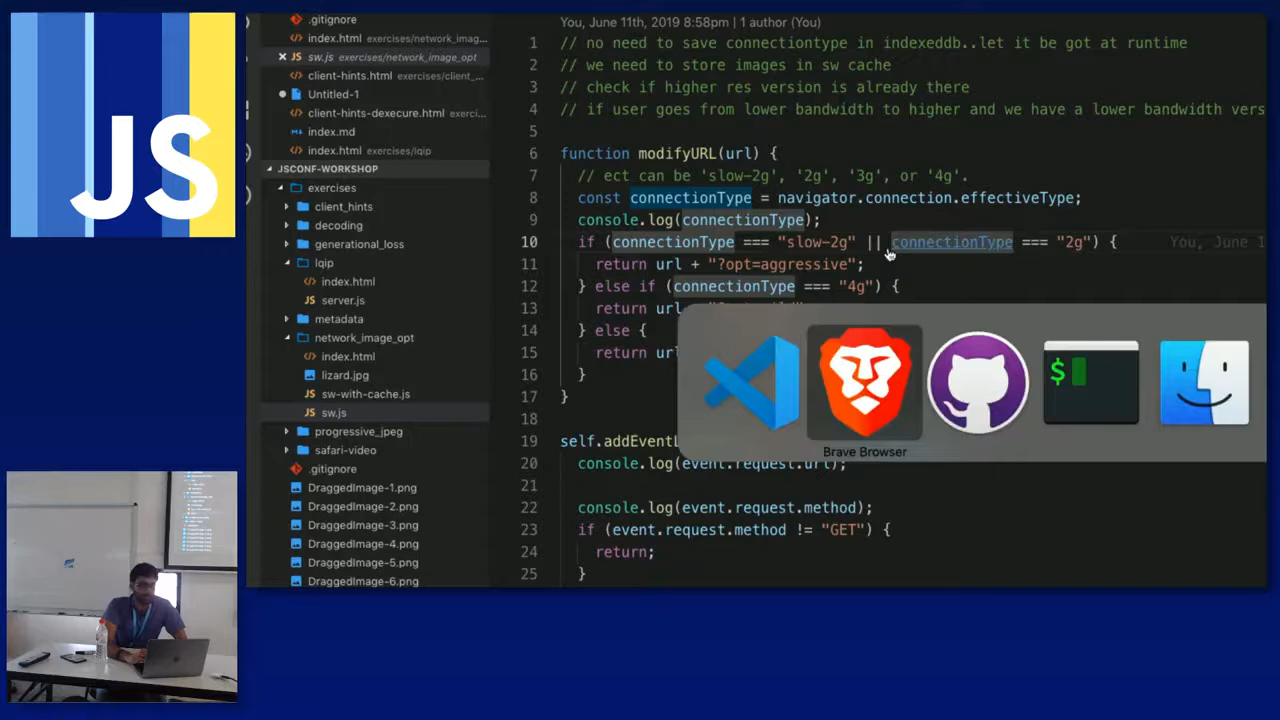 JS
.gitignore
index.html exercises/network_imag...
JS sw.js exercises/network_image_opt
client-hints.html exercises/client_...
Untitled-1
client-hints-dexecure.html exerci...
index.md
index.html exercises/lqip
JSCONF-WORKSHOP
exercises
client_hints
decoding
generational_loss
lqip
index.html
JS server.js
metadata
network_image_opt
index.html
lizard.jpg
JS sw-with-cache.js
JS sw.js
progressive_jpeg
safari-video
.gitignore
DraggedImage-1.png
DraggedImage-2.png
DraggedImage-3.png
DraggedImage-4.png
DraggedImage-5.png
DraggedImage-6.png
You, June 11th, 2019 8:58pm | 1 author (You)
1 // no need to save connectiontype in indexeddb..let it be got at runtime
2 // we need to store images in sw cache
3 // check if higher res version is already there
4 // if user goes from lower bandwidth to higher and we have a lower bandwidth vers
5
6 function modifyURL(url) {
7 // ect can be 'slow-2g', '2g', '3g', or '4g'.
8 const connectionType = navigator.connection.effectiveType;
9 console.log(connectionType);
10 if (connectionType === "slow-2g" || connectionType === "2g") { You, June 1
11 return url + "?opt=aggressive";
12 } else if (connectionType === "4g") {
13 return url
14 } else {
15 return url
16 }
17 }
18
19 self.addEventL
20 console.log(event.request.url);
21
22 console.log(event.request.method);
23 if (event.request.method != "GET") {
24 return;
25 }
$
Brave Browser